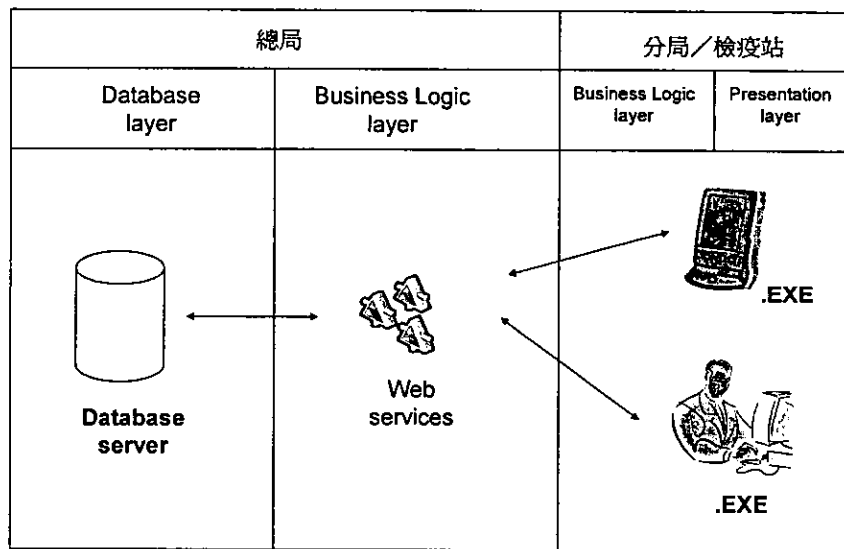 總局
分局／檢疫站
Database
layer
Business Logic
layer
Business Logic
layer
Presentation
layer
Database
server
Web
services
.EXE
.EXE